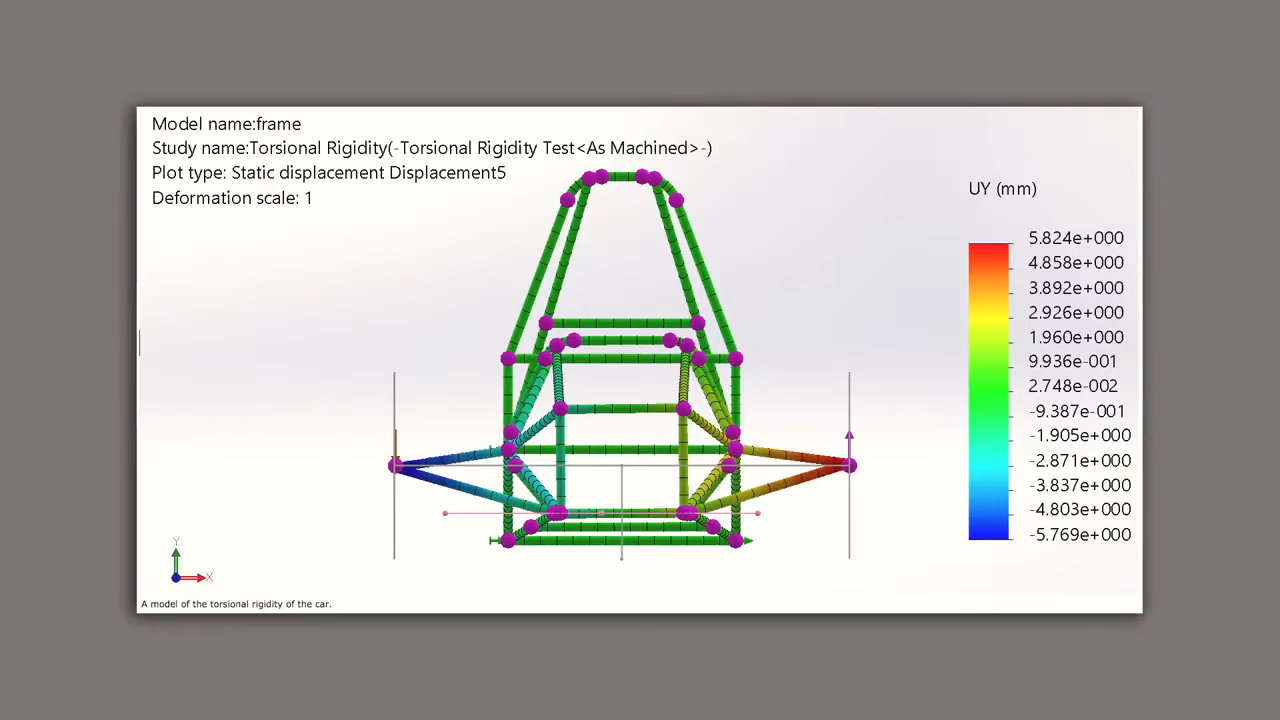 Model name:frame
Study name:Torsional Rigidity(-Torsional Rigidity Test<As Machined>-)
Plot type: Static displacement Displacement5
Deformation scale: 1
UY (mm)
5.824e+000
4.858e+000
3.892e+000
2.926e+000
1.960e+000
9.936e-001
2.748e-002
-9.387e-001
-1.905e+000
-2.871e+000
-3.837e+000
-4.803e+000
-5.769e+000
Y
X
A model of the torsional rigidity of the car.